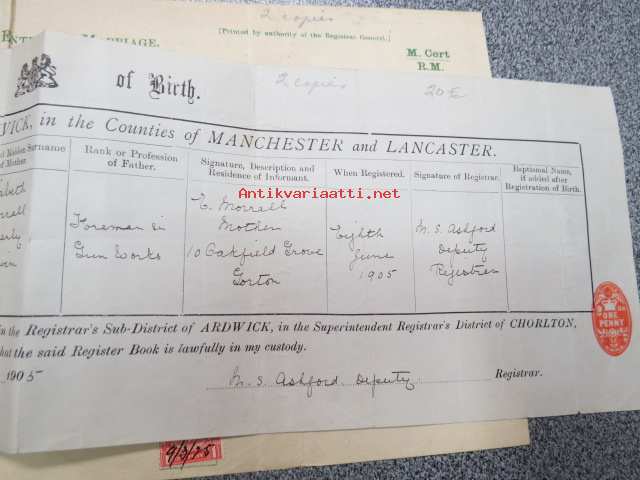 2 copies
[Printed by authority of the Registrar General.]
MARRIAGE.
M. Cert
R.M.
of Birth.
2 copies
20£
WICK, in the Counties of MANCHESTER and LANCASTER.
Maiden Surname
of Mother
Rank or Profession
of Father.
Signature, Description and
Residence of Informant.
When Registered.
Signature of Registrar.
Baptismal Name,
if added after
Registration of Birth.
Antikvariaatti.net
Foreman in
Gun Works
E. Morrell
Mother
10 Oakfield Grove
Gorton
Eighth
June
1905
M. S. Ashford
Deputy
Registrar
ONE
PENNY
in the Registrar's Sub-District of ARDWICK, in the Superintendent Registrar's District of CHORLTON,
that the said Register Book is lawfully in my custody.
1905
M. S. Ashford. Deputy
Registrar.